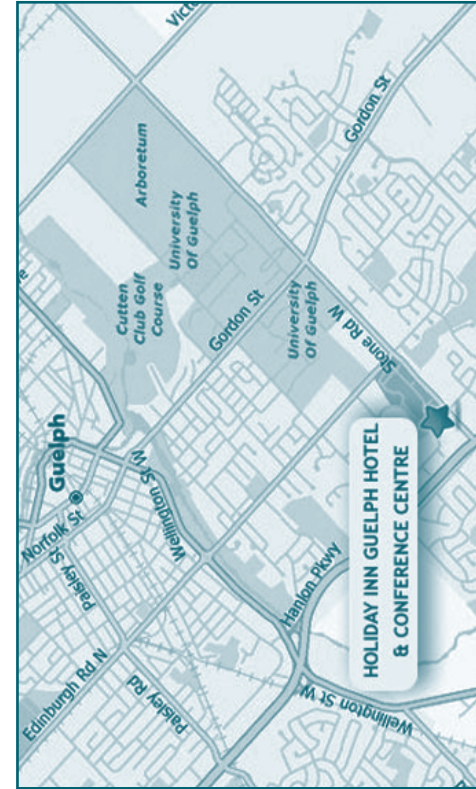 Victo
Gordon St
Arboretum
University
Of Guelph
Cutten
Club Golf
Course
Gordon St
University
Of Guelph
Stone Rd W
Guelph
Norfolk St
Paisley St
Wellington St W
Edinburgh Rd N
Paisley Rd
Hanlon Pkwy
Wellington St W
HOLIDAY INN GUELPH HOTEL
& CONFERENCE CENTRE